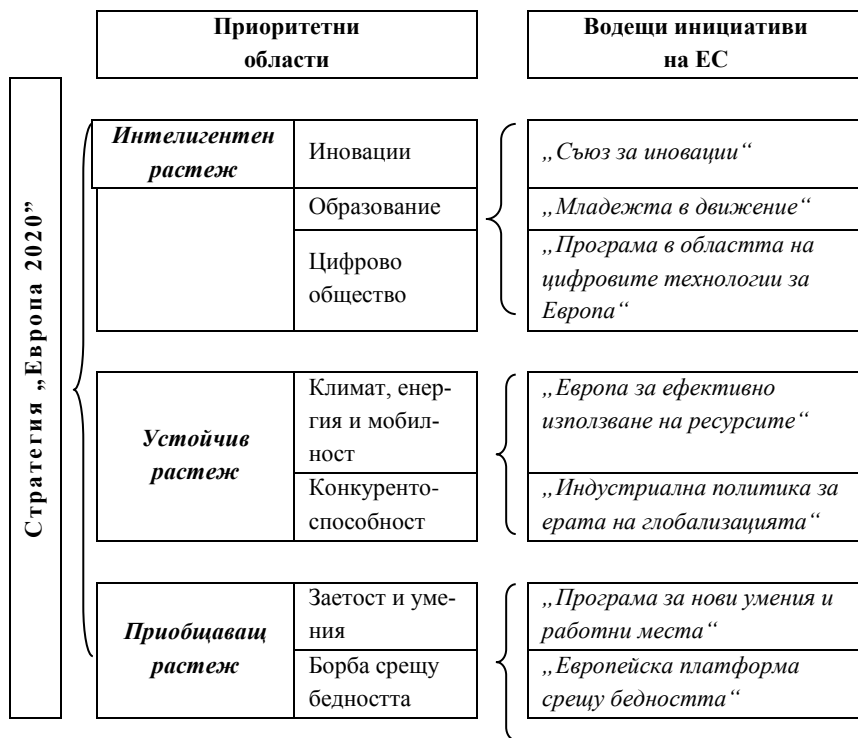 Приоритетни
области
Водещи инициативи
на ЕС
Стратегия „Европа 2020”
Интелигентен
растеж
Иновации
„Съюз за иновации“
Образование
„Младежта в движение“
Цифрово
общество
„Програма в областта на
цифровите технологии за
Европа“
Устойчив
растеж
Климат, енер-
гия и мобил-
ност
„Европа за ефективно
използване на ресурсите“
Конкуренто-
способност
„Индустриална политика за
ерата на глобализацията“
Приобщаващ
растеж
Заетост и уме-
ния
„Програма за нови умения и
работни места“
Борба срещу
бедността
„Европейска платформа
срещу бедността“